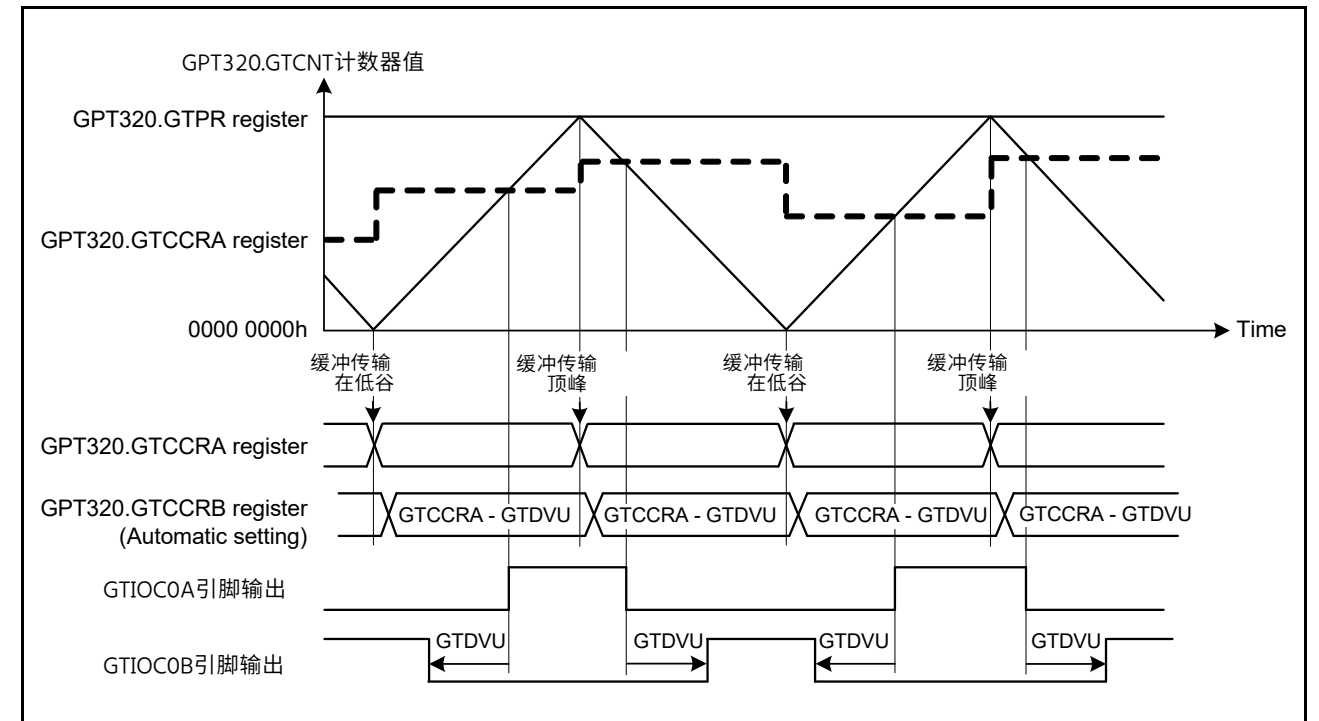 GPT320.GTCNT计数器值
GPT320.GTPR register
GPT320.GTCCRA register
0000 0000h
Time
缓冲传输
在低谷
缓冲传输
顶峰
缓冲传输
在低谷
缓冲传输
顶峰
GPT320.GTCCRA register
GPT320.GTCCRB register
(Automatic setting)
GTCCRA - GTDVU
GTCCRA - GTDVU
GTCCRA - GTDVU
GTCCRA - GTDVU
GTIOC0A引脚输出
GTIOC0B引脚输出
GTDVU
GTDVU
GTDVU
GTDVU